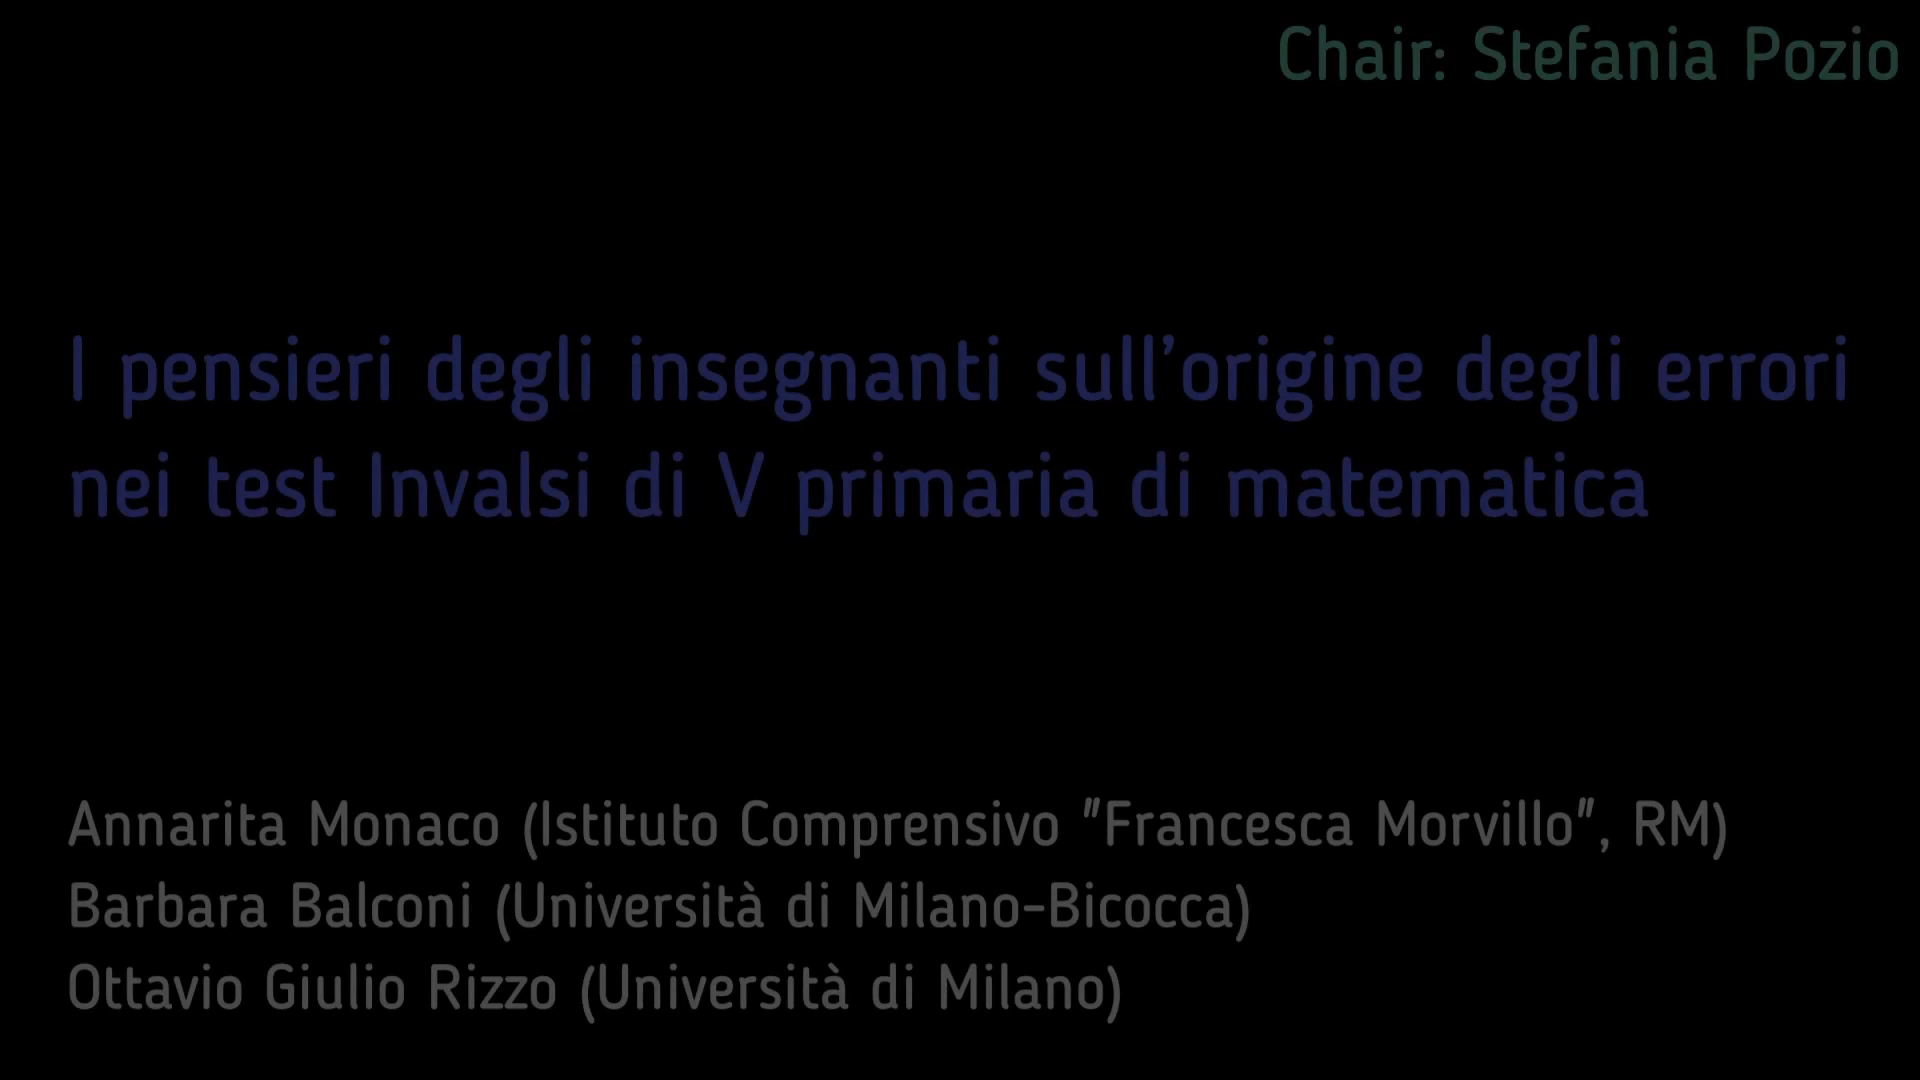 Chair: Stefania Pozio
I pensieri degli insegnanti sull’origine degli errori
nei test Invalsi di V primaria di matematica
Annarita Monaco (Istituto Comprensivo "Francesca Morvillo", RM)
Barbara Balconi (Università di Milano-Bicocca)
Ottavio Giulio Rizzo (Università di Milano)